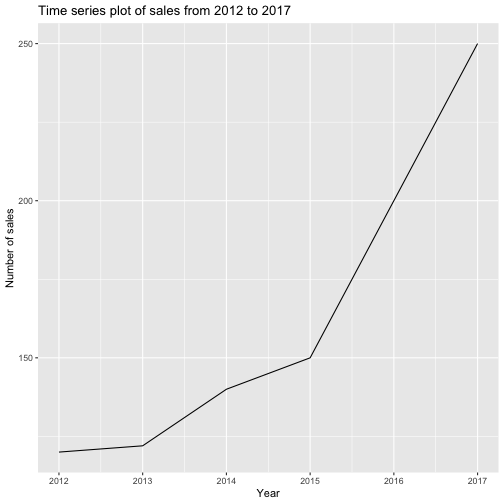 Time series plot of sales from 2012 to 2017
Number of sales
250
200
150
2012 2013 2014 2015 2016 2017
Year